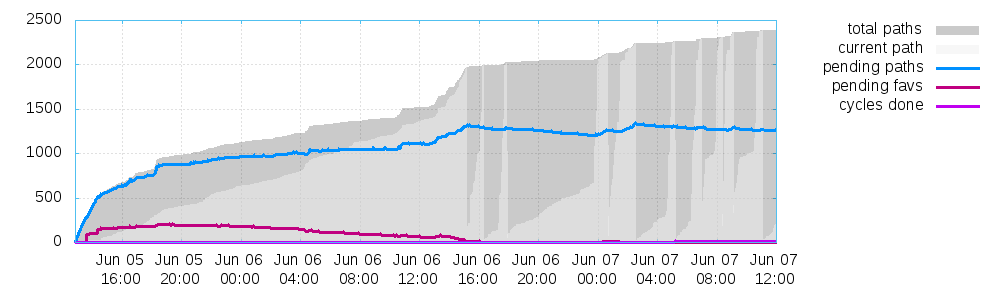 2500
2000
1500
1000
500
0
Jun 05 Jun 05 Jun 06 Jun 06 Jun 06 Jun 06 Jun 06 Jun 06 Jun 07 Jun 07 Jun 07 Jun 07
16:00 20:00 00:00 04:00 08:00 12:00 16:00 20:00 00:00 04:00 08:00 12:00
total paths
current path
pending paths
pending favs
cycles done